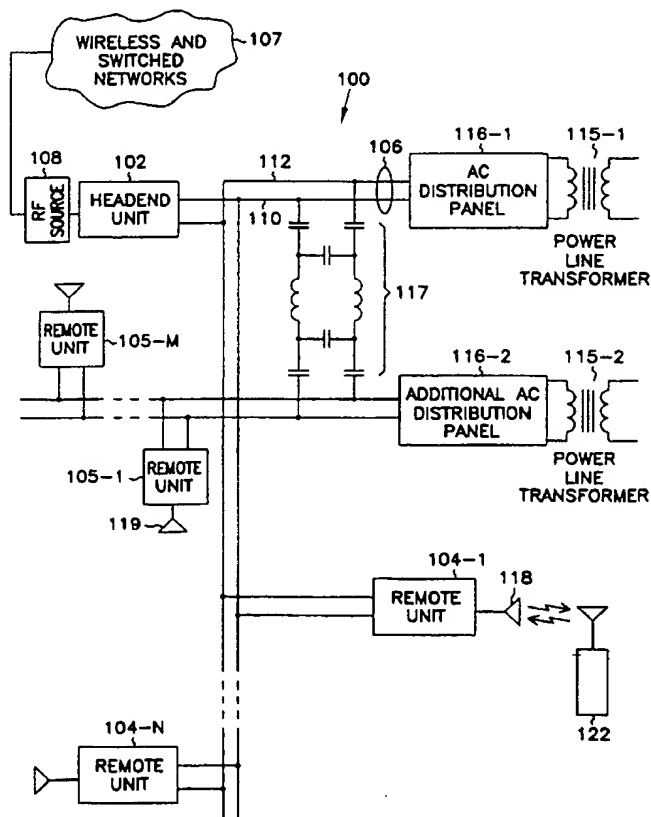 WIRELESS AND
SWITCHED
NETWORKS
107
100
108
RF
SOURCE
102
HEADEND
UNIT
112
110
106
116-1
AC
DISTRIBUTION
PANEL
115-1
POWER
LINE
TRANSFORMER
117
REMOTE
UNIT
105-M
116-2
ADDITIONAL AC
DISTRIBUTION
PANEL
115-2
POWER
LINE
TRANSFORMER
105-1
REMOTE
UNIT
119
104-1
REMOTE
UNIT
118
122
104-N
REMOTE
UNIT